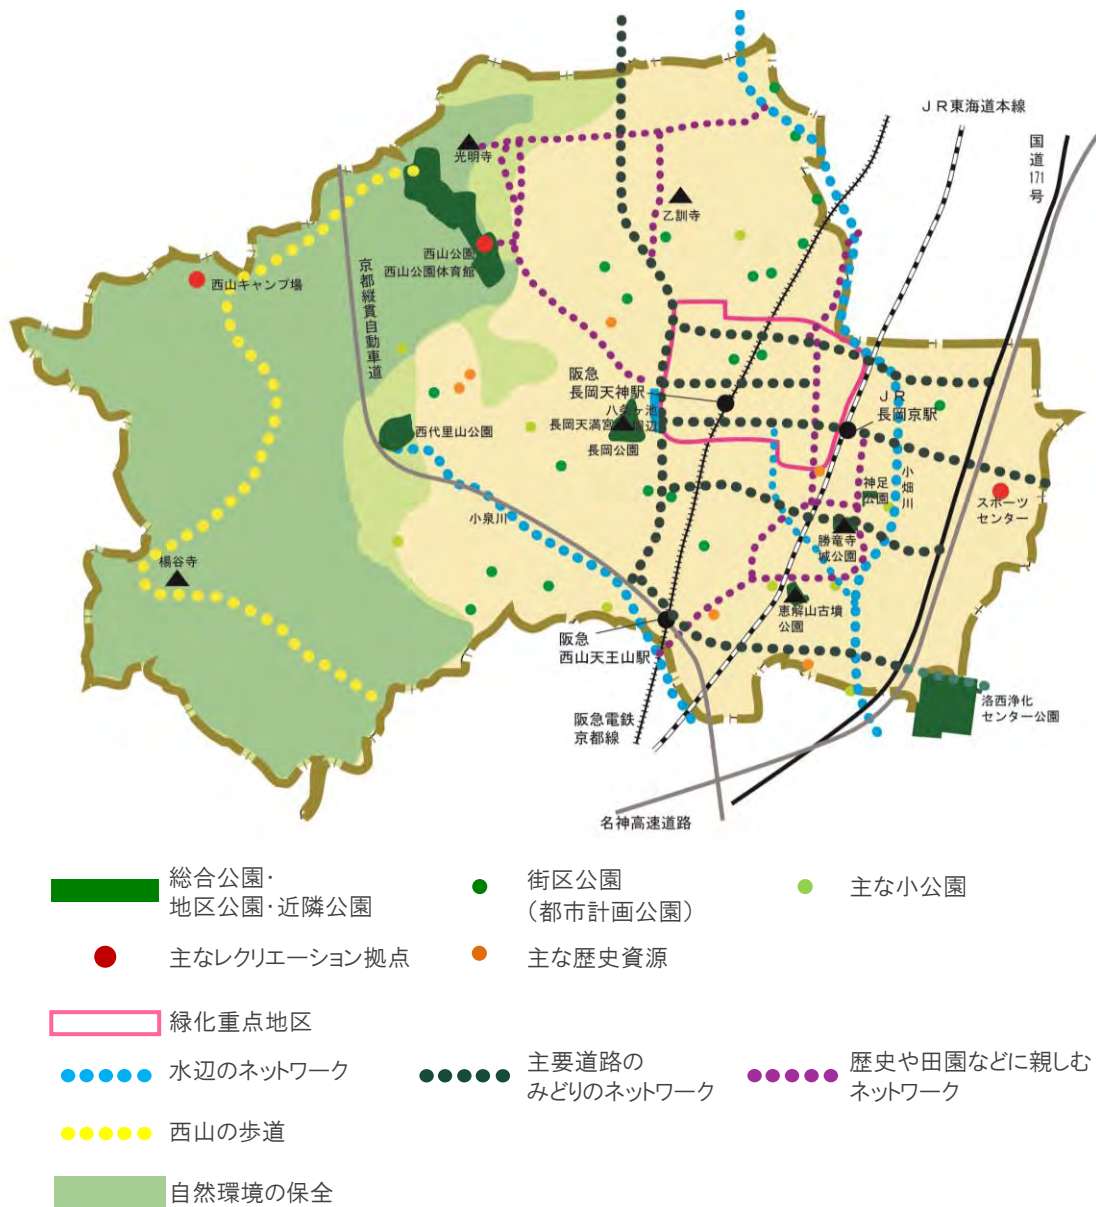 JR東海道本線
国道171号
光明寺
乙訓寺
西山公園
西山公園体育館
西山キャンプ場
京都縦貫自動車道
阪急
長岡天神駅
八条ヶ池
長岡天満宮周辺
長岡公園
JR
長岡京駅
西代里山公園
小泉川
神足
公園
小畑川
スポーツ
センター
勝竜寺
城公園
楊谷寺
恵解山古墳
公園
阪急
西山天王山駅
洛西浄化
センター公園
阪急電鉄
京都線
名神高速道路
総合公園・
地区公園・近隣公園
街区公園
（都市計画公園）
主な小公園
主なレクリエーション拠点
主な歴史資源
緑化重点地区
水辺のネットワーク
主要道路の
みどりのネットワーク
歴史や田園などに親しむ
ネットワーク
西山の歩道
自然環境の保全